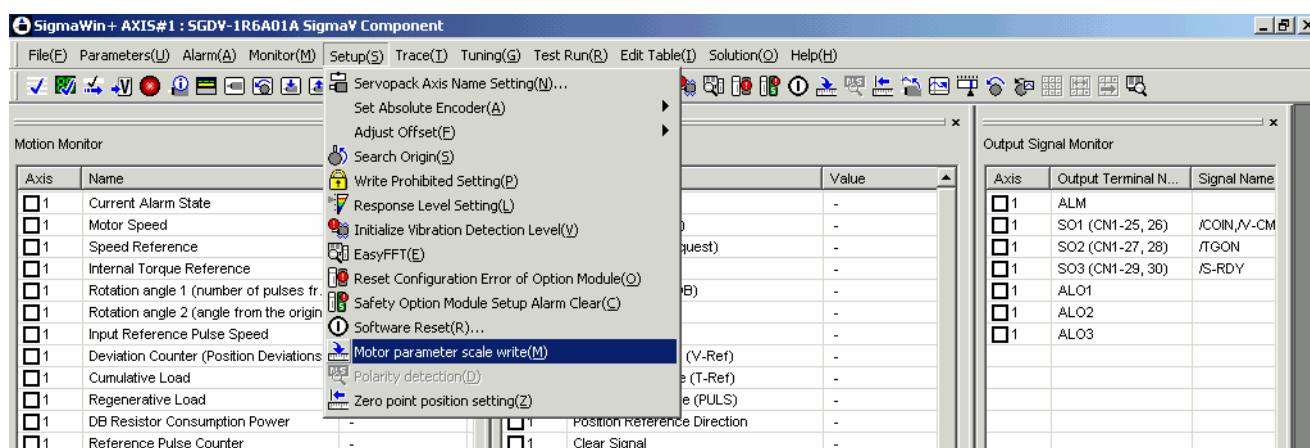 SigmaWin+ AXIS#1 : SGDV-1R6A01A SigmaV Component
File(F) Parameters(U) Alarm(A) Monitor(M) Setup(S) Trace(T) Tuning(G) Test Run(R) Edit Table(I) Solution(O) Help(H)
Servopack Axis Name Setting(N)...
Set Absolute Encoder(A)
Adjust Offset(F)
Search Origin(S)
Write Prohibited Setting(P)
Response Level Setting(L)
Initialize Vibration Detection Level(V)
EasyFFT(E)
Reset Configuration Error of Option Module(O)
Safety Option Module Setup Alarm Clear(C)
Software Reset(R)...
Motor parameter scale write(M)
Polarity detection(D)
Zero point position setting(Z)
Motion Monitor
Axis Name
1 Current Alarm State
1 Motor Speed
1 Speed Reference
1 Internal Torque Reference
1 Rotation angle 1 (number of pulses fr
1 Rotation angle 2 (angle from the origin
1 Input Reference Pulse Speed
1 Deviation Counter (Position Deviations
1 Cumulative Load
1 Regenerative Load
1 DB Resistor Consumption Power -
1 Reference Pulse Counter -
Value
-
)
-
quest) -
-
B) -
-
-
(V-Ref) -
e (T-Ref) -
e (PULS) -
1 Position Reference Direction -
1 Clear Signal -
Output Signal Monitor
Axis Output Terminal N... Signal Name
1 ALM
1 SO1 (CN1-25, 26) /COIN,/V-CM
1 SO2 (CN1-27, 28) /TGON
1 SO3 (CN1-29, 30) /S-RDY
1 ALO1
1 ALO2
1 ALO3